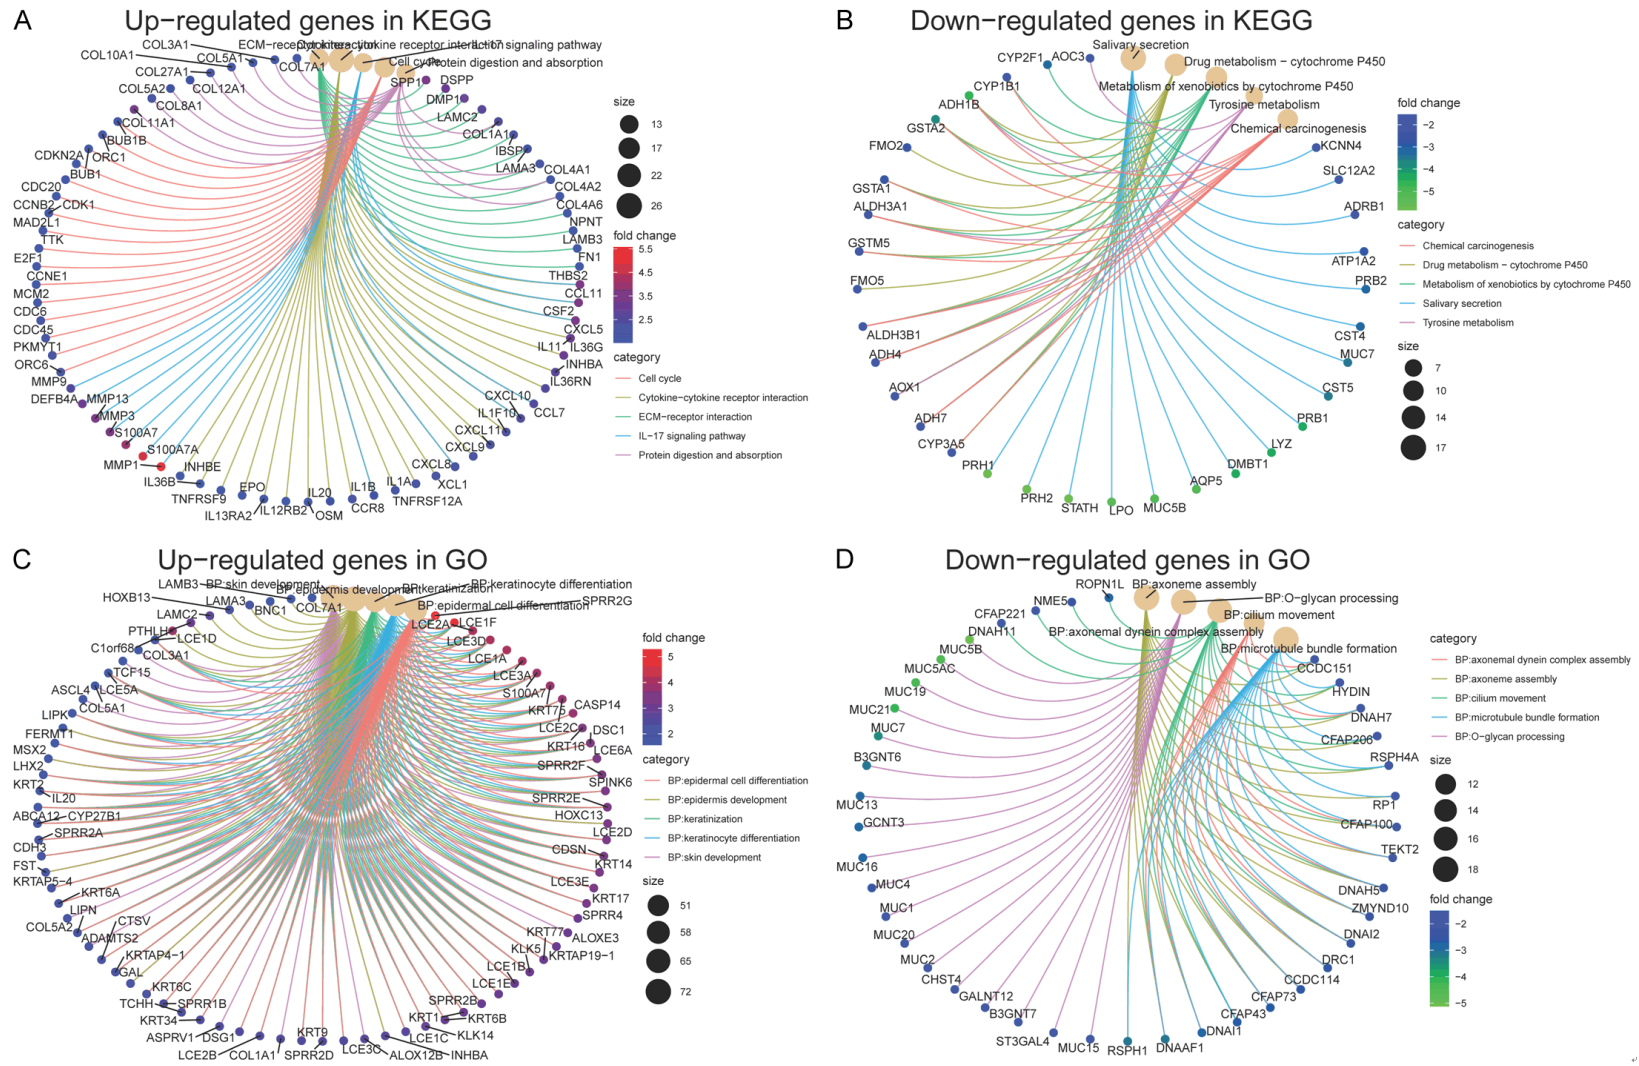 A
Up−regulated genes in KEGG
COL3A1
ECM−receptor interaction
Cytokine−cytokine receptor interaction
IL−17 signaling pathway
COL10A1
COL5A1
COL7A1
Cell cycle
Protein digestion and absorption
COL27A1
COL12A1
SPP1
DSPP
COL5A2
COL8A1
DMP1
LAMC2
COL11A1
COL1A1
BUB1B
IBSP
CDKN2A
ORC1
LAMA3
BUB1
COL4A1
CDC20
COL4A2
CCNB2
CDK1
COL4A6
MAD2L1
NPNT
TTK
LAMB3
E2F1
FN1
CCNE1
THBS2
MCM2
CCL11
CDC6
CSF2
CDC45
CXCL5
PKMYT1
IL11
IL36G
ORC6
INHBA
MMP9
IL36RN
DEFB4A
MMP13
CXCL10
MMP3
IL1F10
CCL7
S100A7
CXCL11
S100A7A
CXCL9
MMP1
INHBE
CXCL8
IL36B
XCL1
TNFRSF9
EPO
IL20
IL1B
IL1A
TNFRSF12A
IL13RA2
IL12RB2
OSM
CCR8
size
13
17
22
26
fold change
5.5
4.5
3.5
2.5
category
Cell cycle
Cytokine−cytokine receptor interaction
ECM−receptor interaction
IL−17 signaling pathway
Protein digestion and absorption
B
Down−regulated genes in KEGG
Salivary secretion
CYP2F1
AOC3
Drug metabolism − cytochrome P450
CYP1B1
Metabolism of xenobiotics by cytochrome P450
ADH1B
Tyrosine metabolism
GSTA2
Chemical carcinogenesis
FMO2
KCNN4
GSTA1
SLC12A2
ALDH3A1
ADRB1
GSTM5
ATP1A2
FMO5
PRB2
ALDH3B1
CST4
ADH4
MUC7
AOX1
CST5
ADH7
PRB1
CYP3A5
LYZ
PRH1
DMBT1
PRH2
AQP5
STATH
LPO
MUC5B
fold change
−2
−3
−4
−5
category
Chemical carcinogenesis
Drug metabolism − cytochrome P450
Metabolism of xenobiotics by cytochrome P450
Salivary secretion
Tyrosine metabolism
size
7
10
14
17
C
Up−regulated genes in GO
LAMB3
BP:skin development
BP:epidermis development
BP:keratinization
BP:keratinocyte differentiation
HOXB13
LAMA3
BNC1
COL7A1
BP:epidermal cell differentiation
SPRR2G
LAMC2
LCE2A
LCE1F
PTHLH
LCE1D
LCE3D
C1orf68
COL3A1
LCE1A
TCF15
LCE3A
ASCL4
LCE5A
S100A7
COL5A1
KRT75
CASP14
LIPK
LCE2C
DSC1
FERMT1
KRT16
LCE6A
MSX2
SPRR2F
LHX2
SPINK6
KRT2
SPRR2E
IL20
HOXC13
ABCA12
CYP27B1
LCE2D
SPRR2A
CDSN
CDH3
KRT14
FST
LCE3E
KRTAP5−4
KRT17
KRT6A
SPRR4
LIPN
COL5A2
CTSV
KRT77
ALOXE3
ADAMTS2
KLK5
KRTAP19−1
KRTAP4−1
LCE1B
GAL
LCE1E
KRT6C
SPRR2B
TCHH
SPRR1B
KRT1
KRT6B
KRT34
KLK14
ASPRV1
DSG1
KRT9
LCE1C
LCE2B
COL1A1
SPRR2D
LCE3C
ALOX12B
INHBA
fold change
5
4
3
2
category
BP:epidermal cell differentiation
BP:epidermis development
BP:keratinization
BP:keratinocyte differentiation
BP:skin development
size
51
58
65
72
D
Down−regulated genes in GO
ROPN1L
BP:axoneme assembly
NME5
BP:O−glycan processing
CFAP221
BP:cilium movement
DNAH11
BP:axonemal dynein complex assembly
MUC5B
BP:microtubule bundle formation
MUC5AC
CCDC151
MUC19
HYDIN
MUC21
DNAH7
MUC7
CFAP206
B3GNT6
RSPH4A
MUC13
RP1
GCNT3
CFAP100
MUC16
TEKT2
MUC4
DNAH5
MUC1
ZMYND10
MUC20
DNAI2
MUC2
DRC1
CHST4
CCDC114
GALNT12
CFAP73
B3GNT7
CFAP43
ST3GAL4
DNAI1
MUC15
RSPH1
DNAAF1
category
BP:axonemal dynein complex assembly
BP:axoneme assembly
BP:cilium movement
BP:microtubule bundle formation
BP:O−glycan processing
size
12
14
16
18
fold change
−2
−3
−4
−5